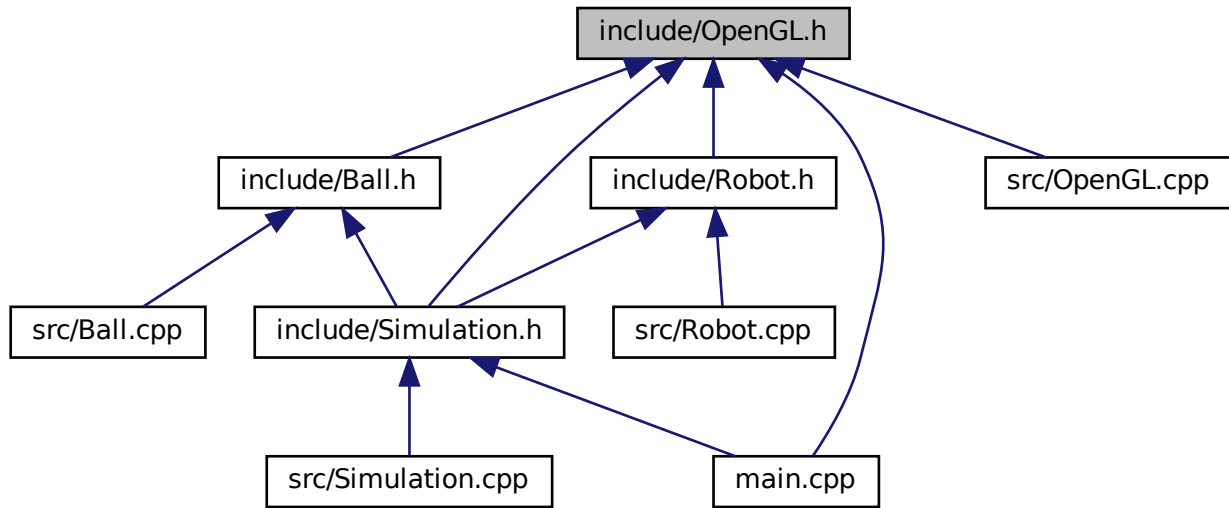 include/OpenGL.h
include/Ball.h
include/Robot.h
src/OpenGL.cpp
src/Ball.cpp
include/Simulation.h
src/Robot.cpp
src/Simulation.cpp
main.cpp